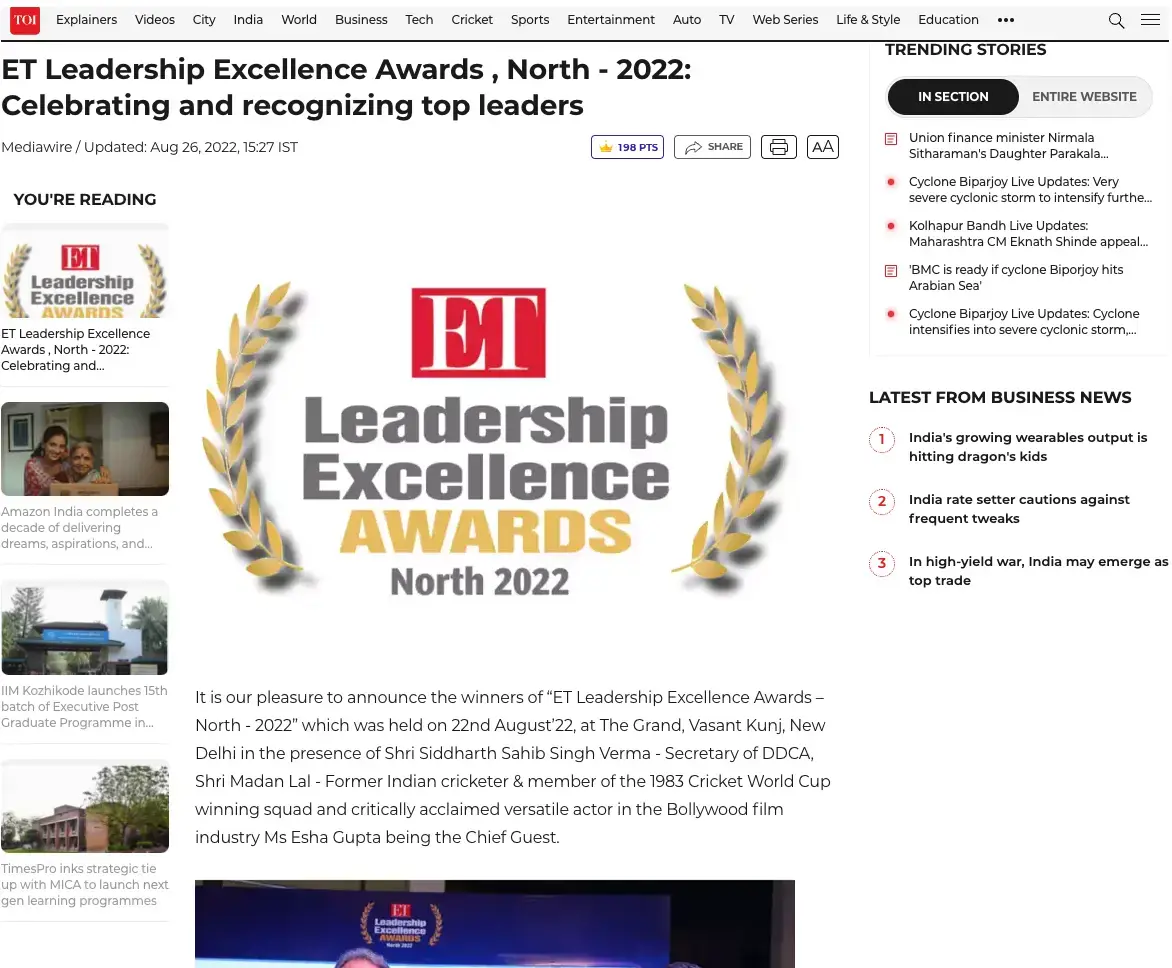 TOI Explainers Videos City India World Business Tech Cricket Sports Entertainment Auto TV Web Series Life & Style Education •••
ET Leadership Excellence Awards , North - 2022:
Celebrating and recognizing top leaders
Mediawire / Updated: Aug 26, 2022, 15:27 IST
198 PTS
SHARE
AA
YOU'RE READING
ET
Leadership
Excellence
AWARDS
ET Leadership Excellence
Awards , North - 2022:
Celebrating and...
Amazon India completes a
decade of delivering
dreams, aspirations, and...
IIM Kozhikode launches 15th
batch of Executive Post
Graduate Programme in...
TimesPro inks strategic tie
up with MICA to launch next
gen learning programmes
ET
Leadership
Excellence
AWARDS
North 2022
It is our pleasure to announce the winners of “ET Leadership Excellence Awards –
North - 2022” which was held on 22nd August’22, at The Grand, Vasant Kunj, New
Delhi in the presence of Shri Siddharth Sahib Singh Verma - Secretary of DDCA,
Shri Madan Lal - Former Indian cricketer & member of the 1983 Cricket World Cup
winning squad and critically acclaimed versatile actor in the Bollywood film
industry Ms Esha Gupta being the Chief Guest.
ET
Leadership
Excellence
AWARDS
North 2022
TRENDING STORIES
IN SECTION
ENTIRE WEBSITE
Union finance minister Nirmala
Sitharaman's Daughter Parakala...
Cyclone Biparjoy Live Updates: Very
severe cyclonic storm to intensify furthe...
Kolhapur Bandh Live Updates:
Maharashtra CM Eknath Shinde appeal...
'BMC is ready if cyclone Biporjoy hits
Arabian Sea'
Cyclone Biparjoy Live Updates: Cyclone
intensifies into severe cyclonic storm,...
LATEST FROM BUSINESS NEWS
1
India's growing wearables output is
hitting dragon's kids
2
India rate setter cautions against
frequent tweaks
3
In high-yield war, India may emerge as
top trade